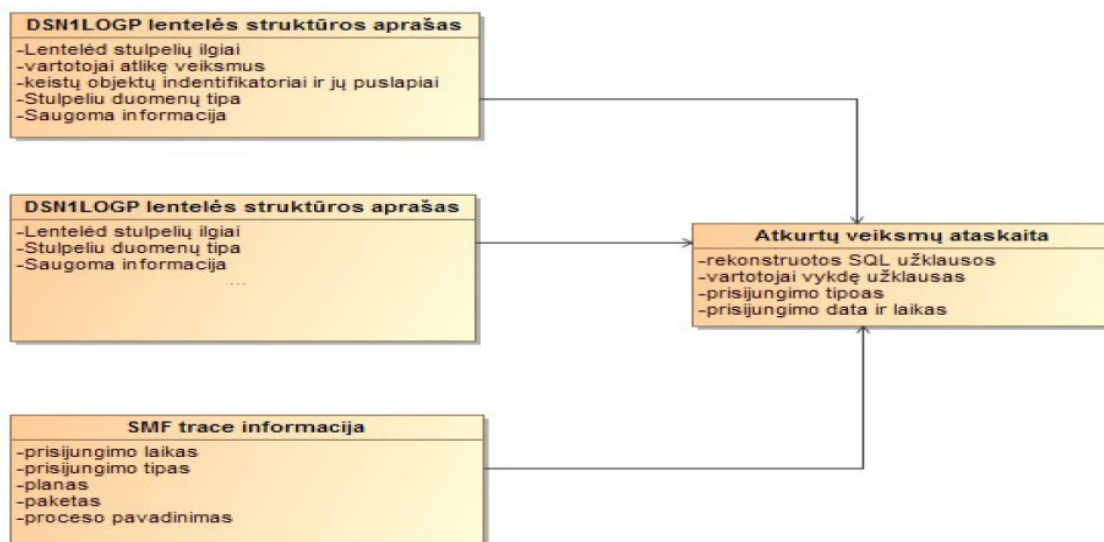 DSN1LOGP lentelės struktūros aprašas
-Lentelėd stulpelių ilgiai
-vartotojai atlikę veiksmus
-keistų objektų indentifikatoriai ir jų puslapiai
-Stulpeliu duomenų tipa
-Saugoma informacija
DSN1LOGP lentelės struktūros aprašas
-Lentelėd stulpelių ilgiai
-Stulpeliu duomenų tipa
-Saugoma informacija
...
Atkurtų veiksmų ataskaita
-rekonstruotos SQL užklausos
-vartotojai vykdę užklausas
-prisijungimo tipoas
-prisijungimo data ir laikas
SMF trace informacija
-prisijungimo laikas
-prisijungimo tipas
-planas
-paketas
-proceso pavadinimas